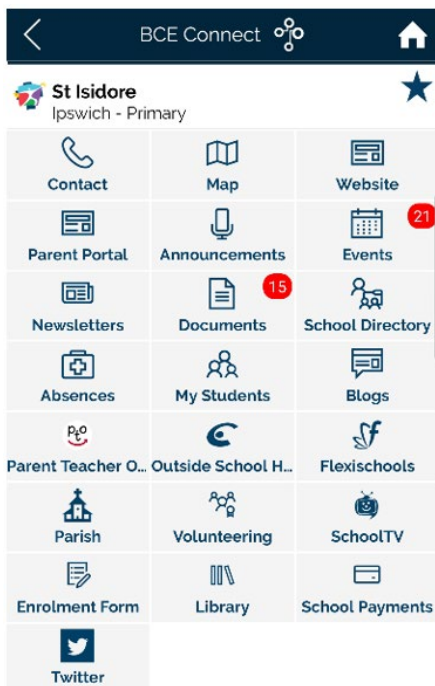 BCE Connect
St Isidore
Ipswich - Primary
Contact
Map
Website
Parent Portal
Announcements
21
Events
Newsletters
15
Documents
School Directory
Absences
My Students
Blogs
pto
Parent Teacher O...
Outside School H...
Flexischools
Parish
Volunteering
SchoolTV
Enrolment Form
Library
School Payments
Twitter